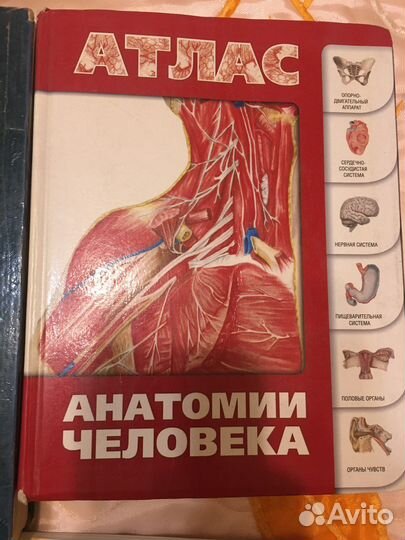 АТЛАС
ОПОРНО-
ДВИГАТЕЛЬНЫЙ
АППАРАТ
СЕРДЕЧНО-
СОСУДИСТАЯ
СИСТЕМА
НЕРВНАЯ СИСТЕМА
ПИЩЕВАРИТЕЛЬНАЯ
СИСТЕМА
ПОЛОВЫЕ ОРГАНЫ
ОРГАНЫ ЧУВСТВ
АНАТОМИИ
ЧЕЛОВЕКА
Avito